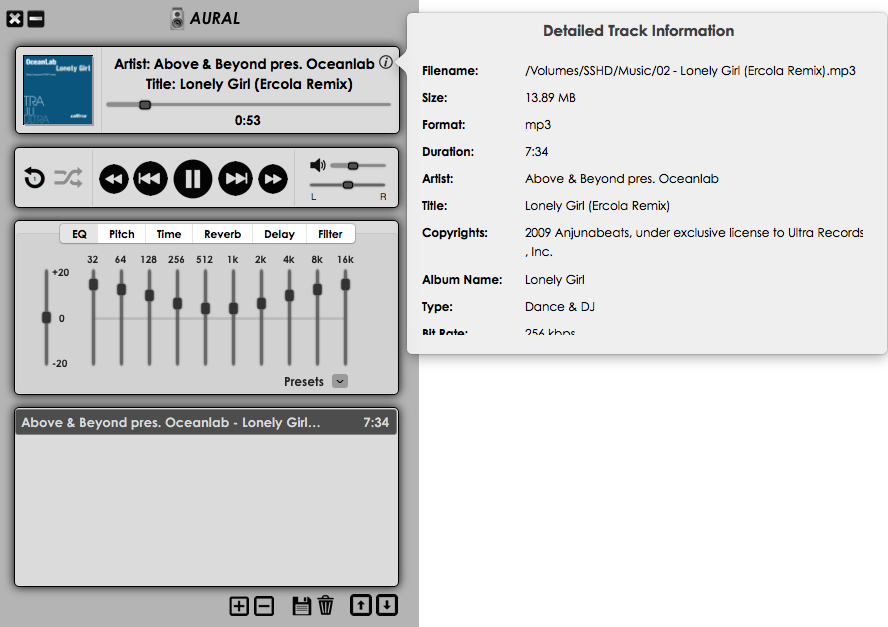 AURAL
OceanLab
Lonely Girl
TRA
JU
ultra
Artist: Above & Beyond pres. Oceanlab
Title: Lonely Girl (Ercola Remix)
0:53
1
L R
EQ Pitch Time Reverb Delay Filter
32 64 128 256 512 1k 2k 4k 8k 16k
+20
0
-20
Presets
Above & Beyond pres. Oceanlab - Lonely Girl... 7:34
Detailed Track Information
Filename: /Volumes/SSHD/Music/02 - Lonely Girl (Ercola Remix).mp3
Size: 13.89 MB
Format: mp3
Duration: 7:34
Artist: Above & Beyond pres. Oceanlab
Title: Lonely Girl (Ercola Remix)
Copyrights: 2009 Anjunabeats, under exclusive license to Ultra Records
, Inc.
Album Name: Lonely Girl
Type: Dance & DJ
Bit Rate: 256 kbps